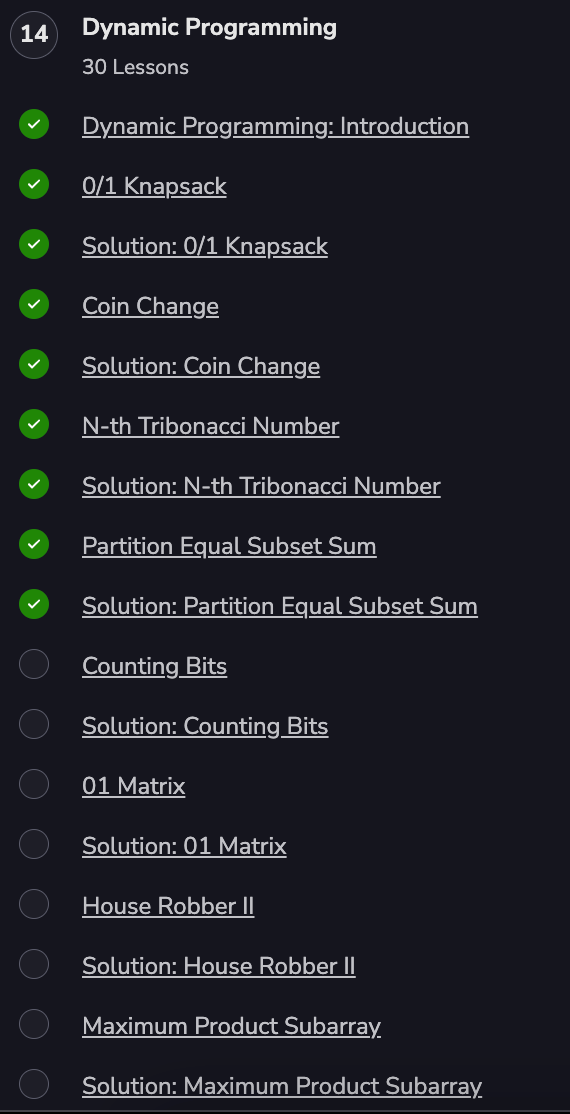 14
Dynamic Programming
30 Lessons
Dynamic Programming: Introduction
0/1 Knapsack
Solution: 0/1 Knapsack
Coin Change
Solution: Coin Change
N-th Tribonacci Number
Solution: N-th Tribonacci Number
Partition Equal Subset Sum
Solution: Partition Equal Subset Sum
Counting Bits
Solution: Counting Bits
01 Matrix
Solution: 01 Matrix
House Robber II
Solution: House Robber II
Maximum Product Subarray
Solution: Maximum Product Subarray